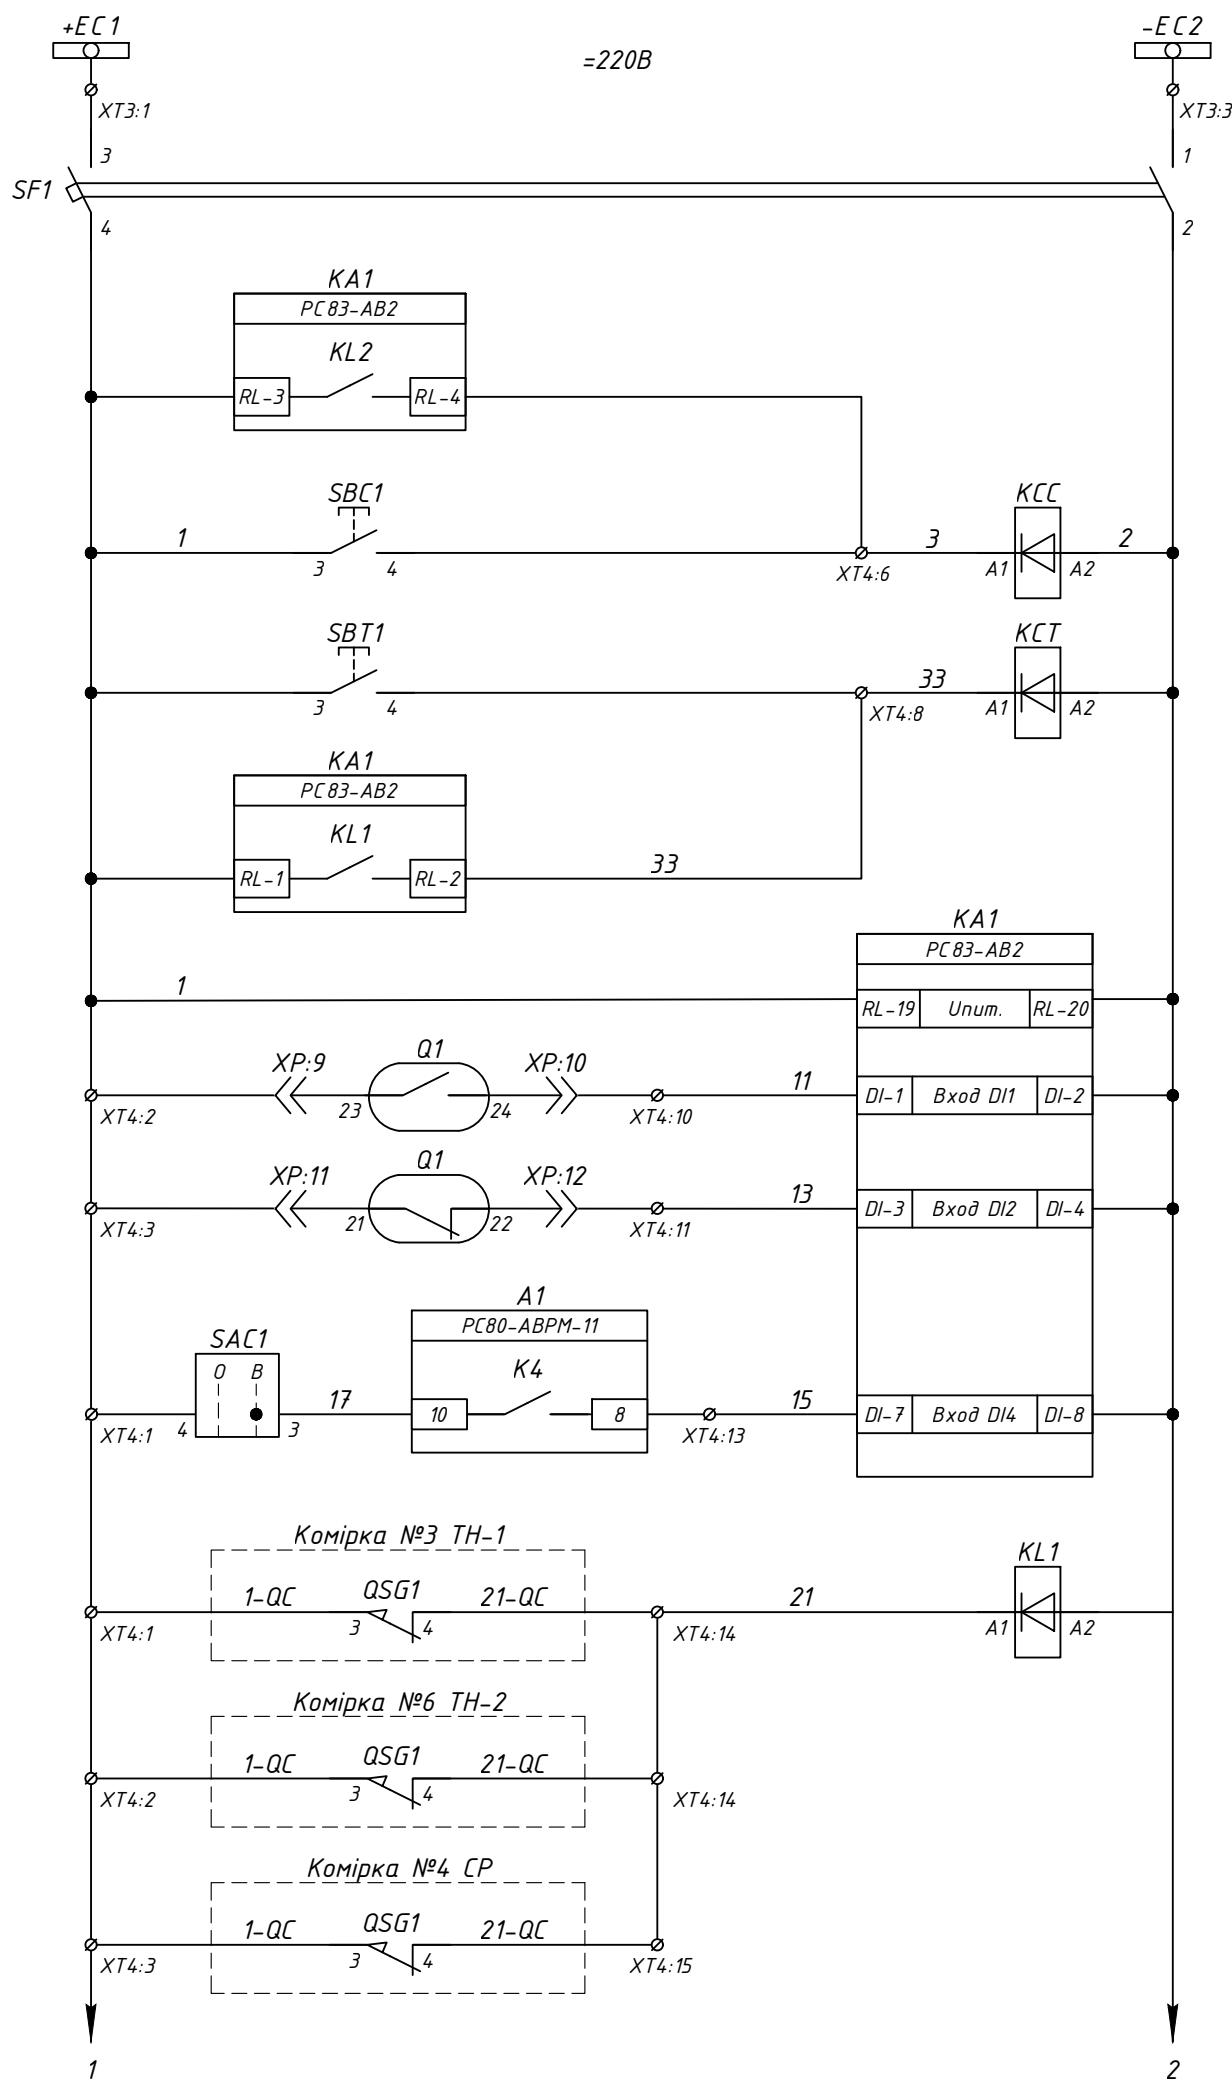 +EC1
=220В
-EC2
XT3:1
XT3:3
3
1
SF1
4
2
KA1
РС83-АВ2
KL2
RL-3
RL-4
SBC1
KCC
1
3
2
3
4
XT4:6
A1
A2
SBT1
KCT
33
3
4
XT4:8
A1
A2
KA1
РС83-АВ2
KL1
33
RL-1
RL-2
KA1
РС83-АВ2
1
RL-19
Uпит.
RL-20
XP:9
Q1
XP:10
11
DI-1
Вход DI1
DI-2
XT4:2
23
24
XT4:10
XP:11
Q1
XP:12
13
DI-3
Вход DI2
DI-4
XT4:3
21
22
XT4:11
A1
РС80-АВРМ-11
SAC1
О
В
K4
17
10
8
15
DI-7
Вход DI4
DI-8
XT4:1
4
3
XT4:13
Комірка №3 ТН-1
KL1
1-QC
QSG1
21-QC
21
XT4:1
3
4
XT4:14
A1
A2
Комірка №6 ТН-2
1-QC
QSG1
21-QC
XT4:2
3
4
XT4:14
Комірка №4 СР
1-QC
QSG1
21-QC
XT4:3
3
4
XT4:15
1
2